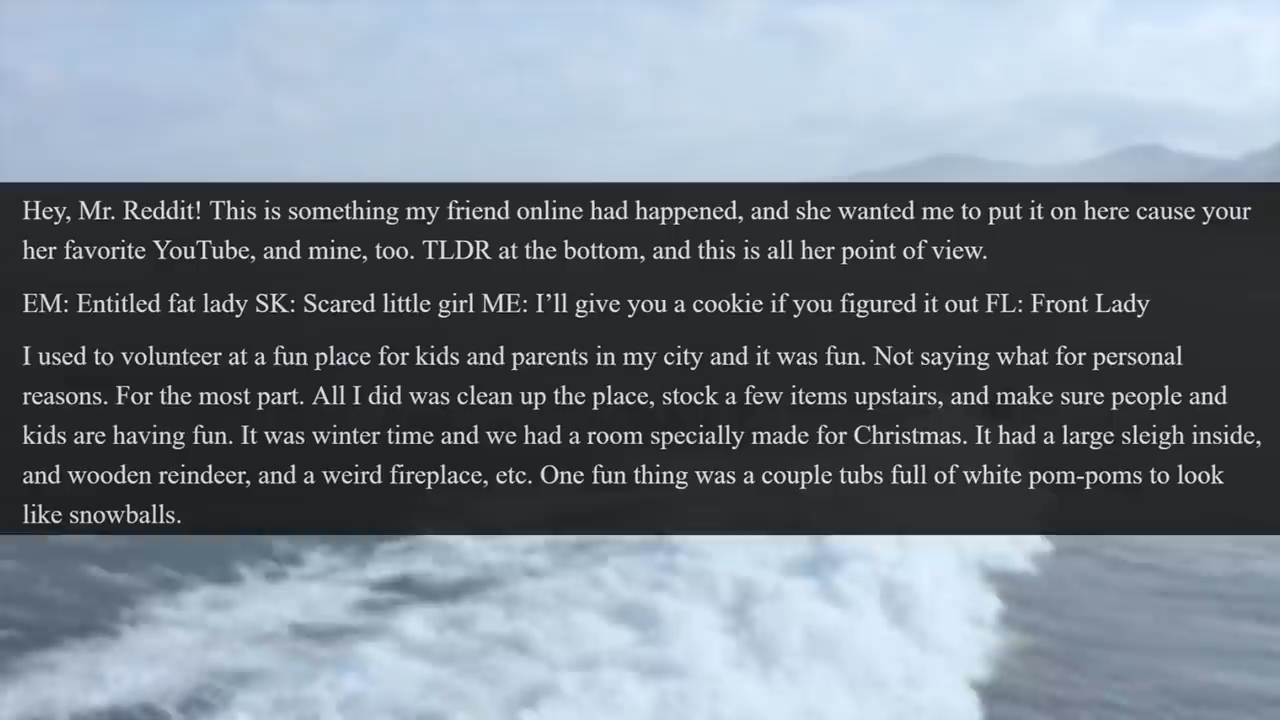 Hey, Mr. Reddit! This is something my friend online had happened, and she wanted me to put it on here cause your
her favorite YouTube, and mine, too. TLDR at the bottom, and this is all her point of view.
EM: Entitled fat lady SK: Scared little girl ME: I’ll give you a cookie if you figured it out FL: Front Lady
I used to volunteer at a fun place for kids and parents in my city and it was fun. Not saying what for personal
reasons. For the most part. All I did was clean up the place, stock a few items upstairs, and make sure people and
kids are having fun. It was winter time and we had a room specially made for Christmas. It had a large sleigh inside,
and wooden reindeer, and a weird fireplace, etc. One fun thing was a couple tubs full of white pom-poms to look
like snowballs.